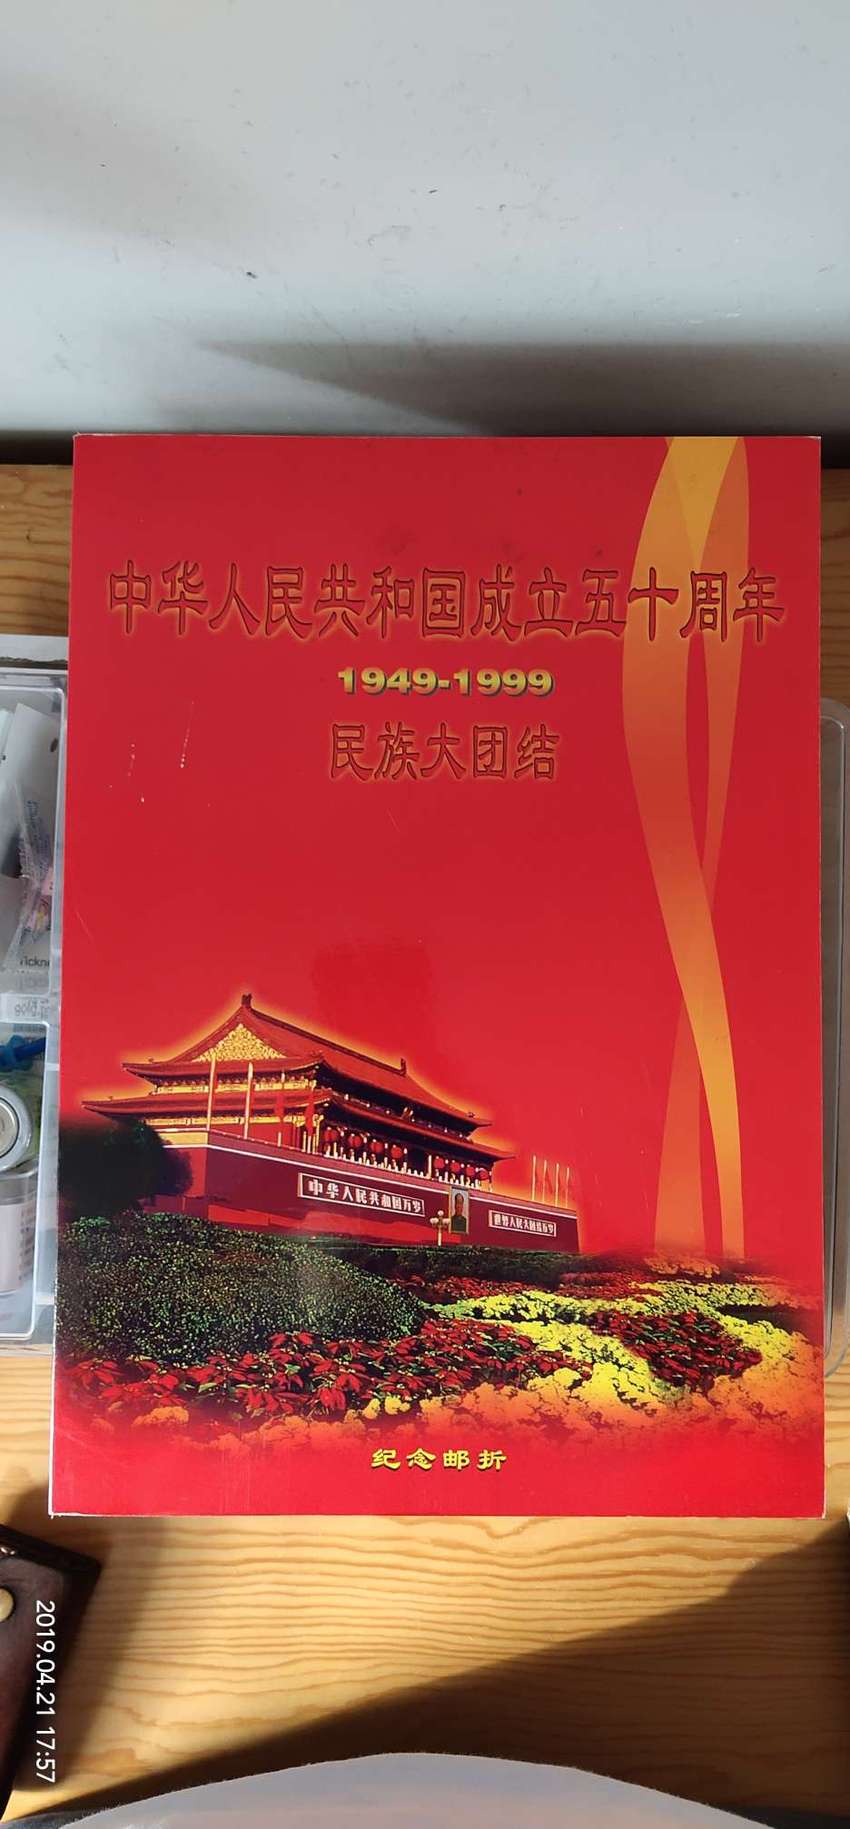 中华人民共和国成立五十周年
1949-1999
民族大团结
中华人民共和国万岁
世界人民大团结万岁
纪念邮折
2019.04.21 17:57